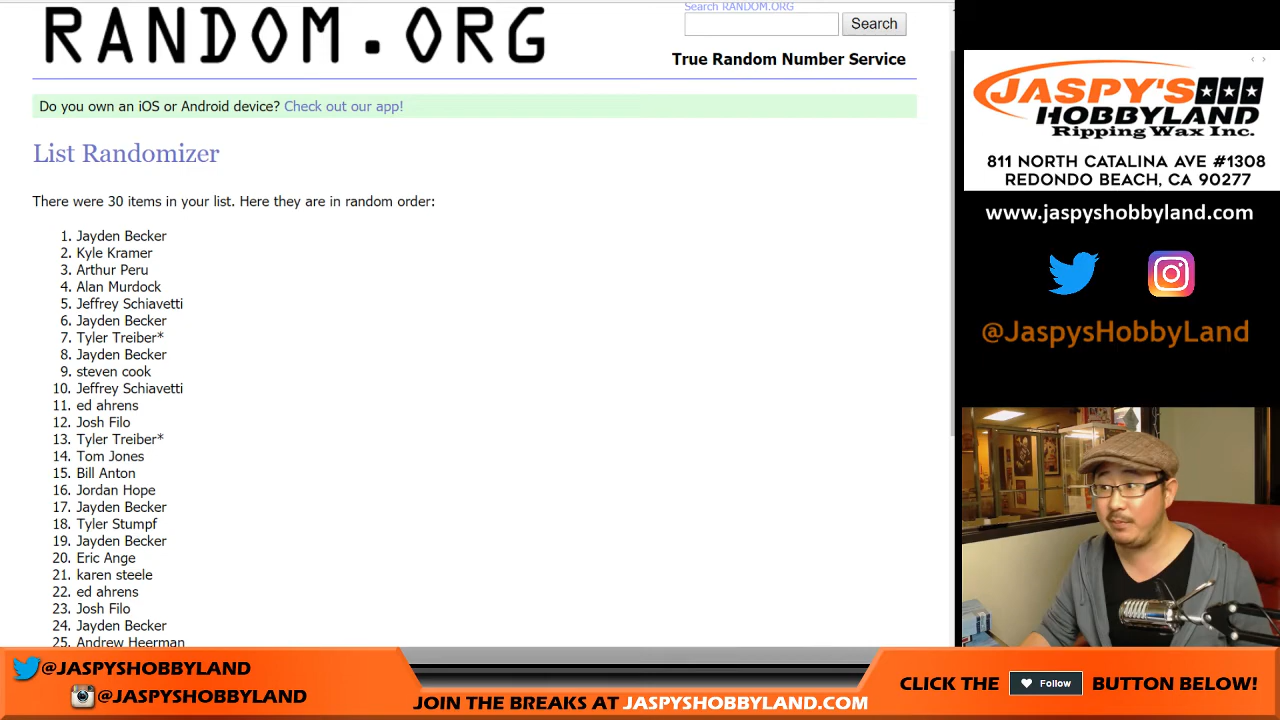 RANDOM.ORG
Search RANDOM.ORG
Search
True Random Number Service
Do you own an iOS or Android device? Check out our app!
List Randomizer
There were 30 items in your list. Here they are in random order:
1. Jayden Becker
2. Kyle Kramer
3. Arthur Peru
4. Alan Murdock
5. Jeffrey Schiavetti
6. Jayden Becker
7. Tyler Treiber*
8. Jayden Becker
9. steven cook
10. Jeffrey Schiavetti
11. ed ahrens
12. Josh Filo
13. Tyler Treiber*
14. Tom Jones
15. Bill Anton
16. Jordan Hope
17. Jayden Becker
18. Tyler Stumpf
19. Jayden Becker
20. Eric Ange
21. karen steele
22. ed ahrens
23. Josh Filo
24. Jayden Becker
25. Andrew Heerman
JASPY'S
HOBBYLAND
Ripping Wax Inc.
811 NORTH CATALINA AVE #1308
REDONDO BEACH, CA 90277
www.jaspyshobbyland.com
@JaspysHobbyLand
@JASPYSHOBBYLAND
@JASPYSHOBBYLAND
JOIN THE BREAKS AT JASPYSHOBBYLAND.COM
CLICK THE Follow BUTTON BELOW!